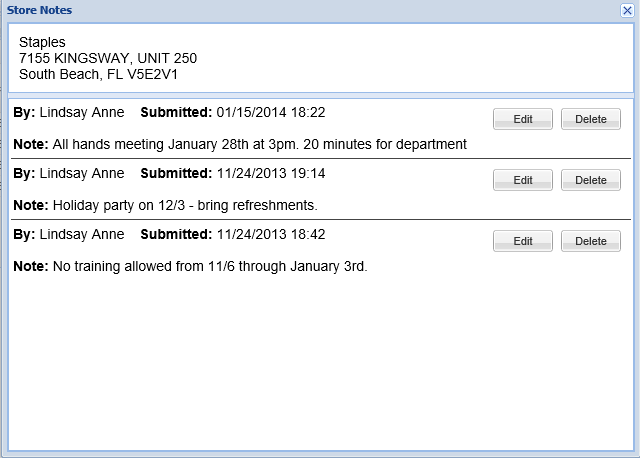 Store Notes
Staples
7155 KINGSWAY, UNIT 250
South Beach, FL V5E2V1
By: Lindsay Anne Submitted: 01/15/2014 18:22 Edit Delete
Note: All hands meeting January 28th at 3pm. 20 minutes for department
By: Lindsay Anne Submitted: 11/24/2013 19:14 Edit Delete
Note: Holiday party on 12/3 - bring refreshments.
By: Lindsay Anne Submitted: 11/24/2013 18:42 Edit Delete
Note: No training allowed from 11/6 through January 3rd.